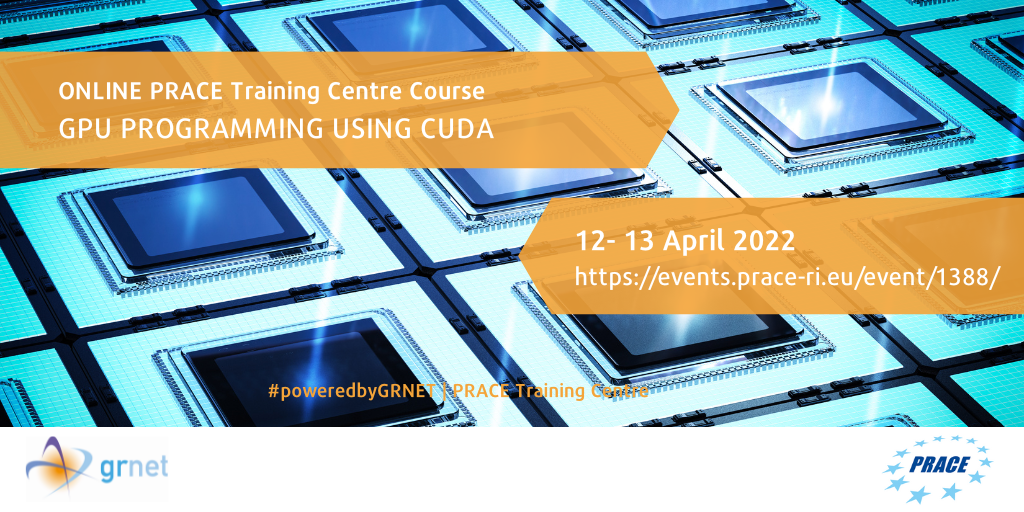 ONLINE PRACE Training Centre Course
GPU PROGRAMMING USING CUDA
12- 13 April 2022
https://events.prace-ri.eu/event/1388/
#poweredbyGRNET | PRACE Training Centre
grnet
PRACE